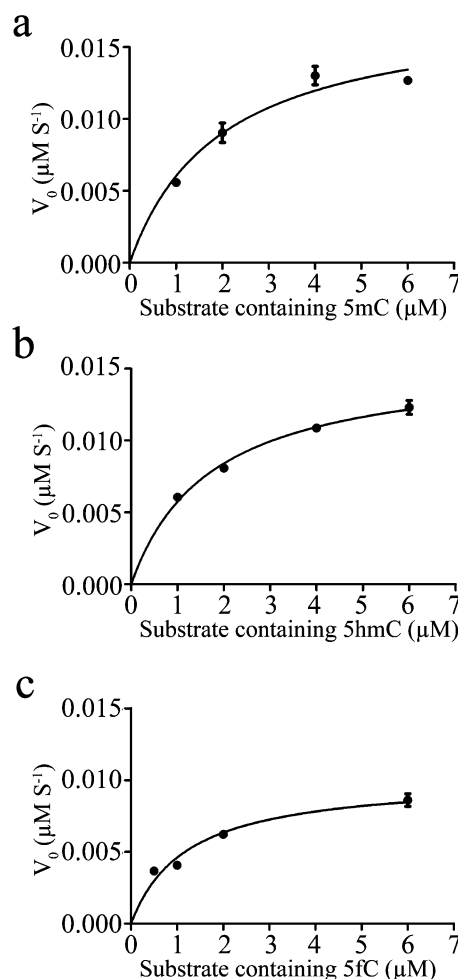 a
0.015
0.010
0.005
0.000
V₀ (µM S⁻¹)
0 1 2 3 4 5 6 7
Substrate containing 5mC (µM)
b
0.015
0.010
0.005
0.000
V₀ (µM S⁻¹)
0 1 2 3 4 5 6 7
Substrate containing 5hmC (µM)
c
0.015
0.010
0.005
0.000
V₀ (µM S⁻¹)
0 1 2 3 4 5 6 7
Substrate containing 5fC (µM)